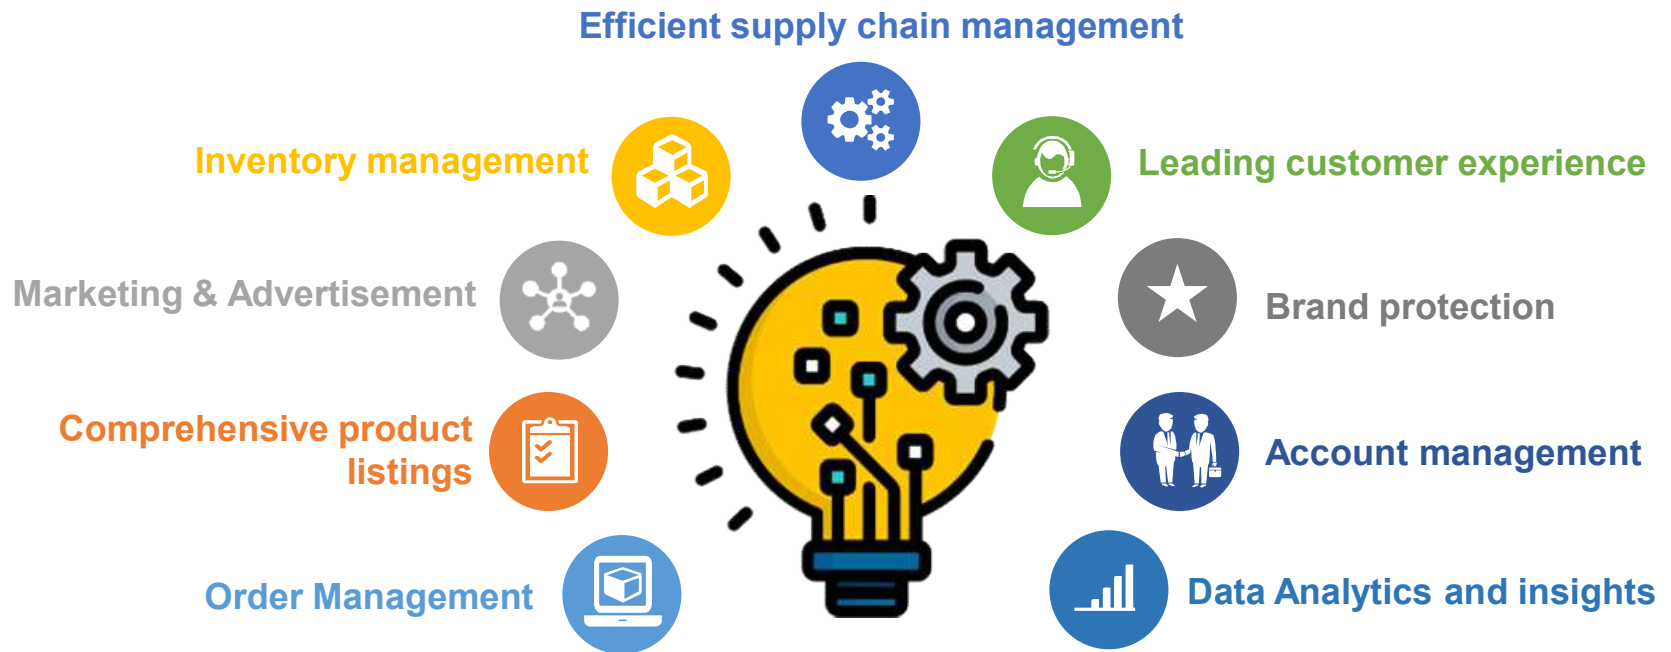 Efficient supply chain management
Inventory management
Leading customer experience
Marketing & Advertisement
Brand protection
Comprehensive product
listings
Account management
Order Management
Data Analytics and insights